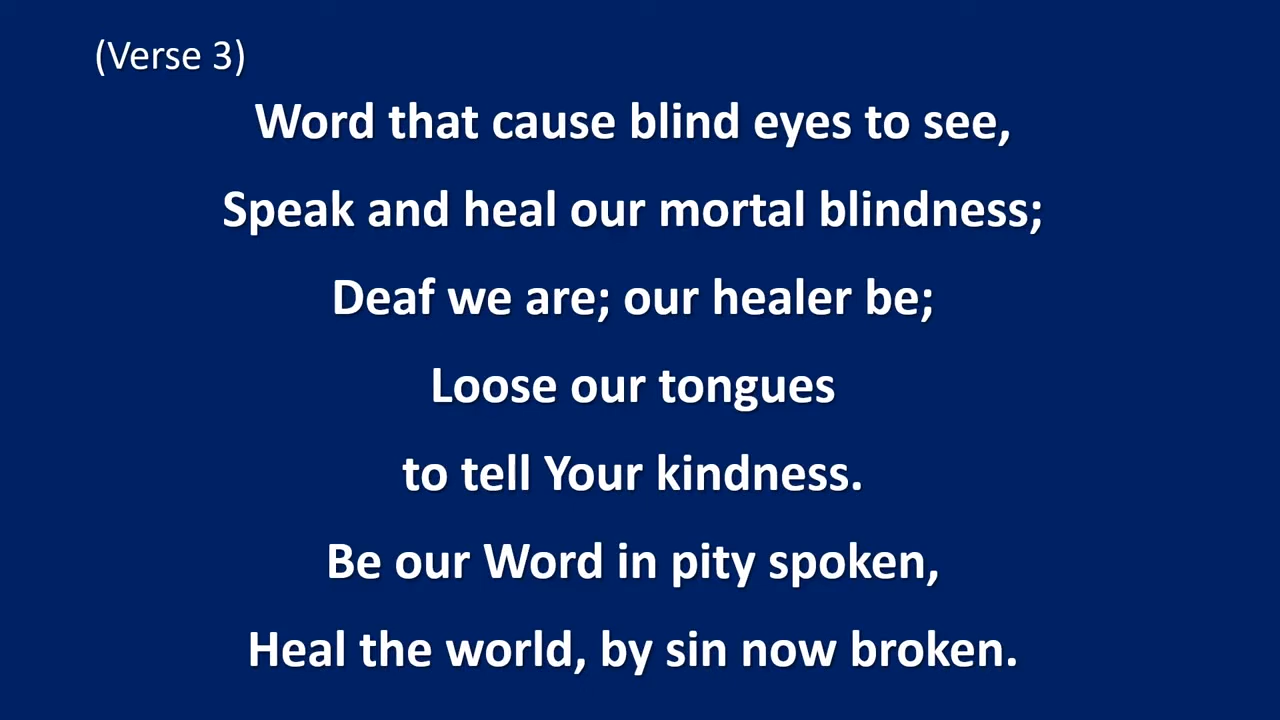 (Verse 3)
Word that cause blind eyes to see,
Speak and heal our mortal blindness;
Deaf we are; our healer be;
Loose our tongues
to tell Your kindness.
Be our Word in pity spoken,
Heal the world, by sin now broken.